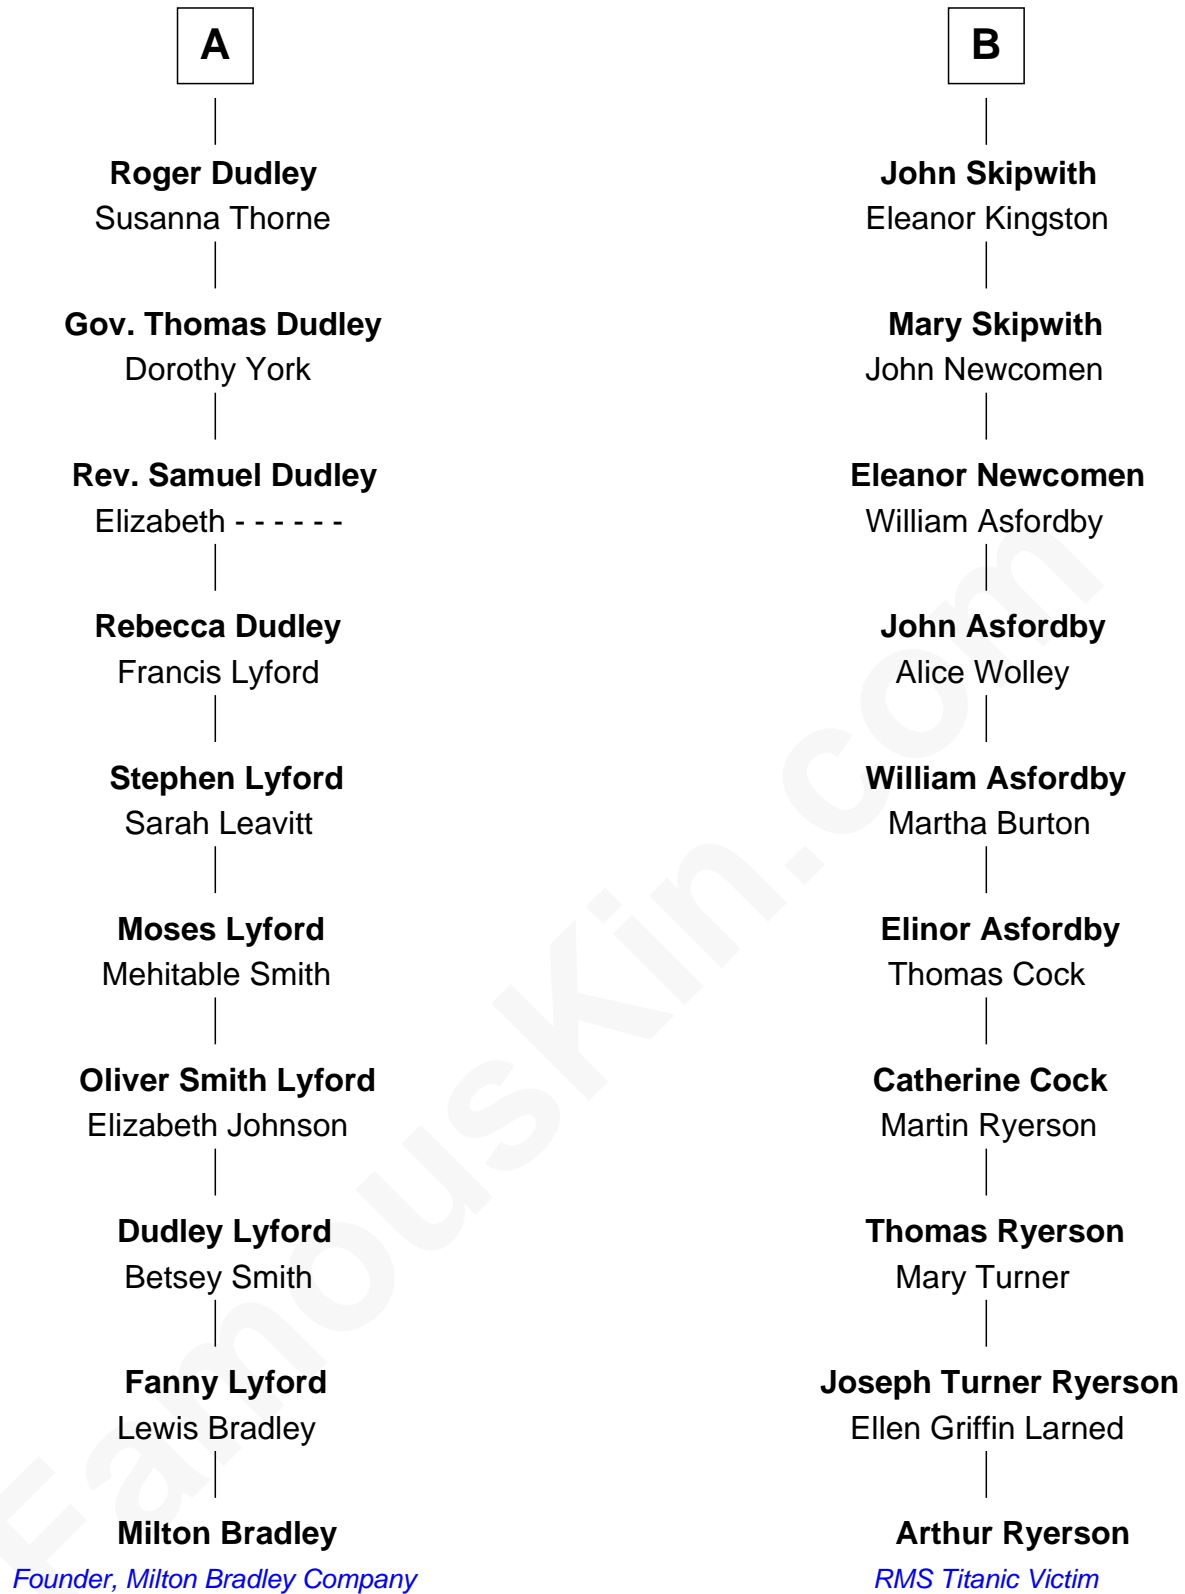 A
Roger Dudley
Susanna Thorne
Gov. Thomas Dudley
Dorothy York
Rev. Samuel Dudley
Elizabeth - - - - - -
Rebecca Dudley
Francis Lyford
Stephen Lyford
Sarah Leavitt
Moses Lyford
Mehitable Smith
Oliver Smith Lyford
Elizabeth Johnson
Dudley Lyford
Betsey Smith
Fanny Lyford
Lewis Bradley
Milton Bradley
Founder, Milton Bradley Company
B
John Skipwith
Eleanor Kingston
Mary Skipwith
John Newcomen
Eleanor Newcomen
William Asfordby
John Asfordby
Alice Wolley
William Asfordby
Martha Burton
Elinor Asfordby
Thomas Cock
Catherine Cock
Martin Ryerson
Thomas Ryerson
Mary Turner
Joseph Turner Ryerson
Ellen Griffin Larned
Arthur Ryerson
RMS Titanic Victim
FamousKin.com